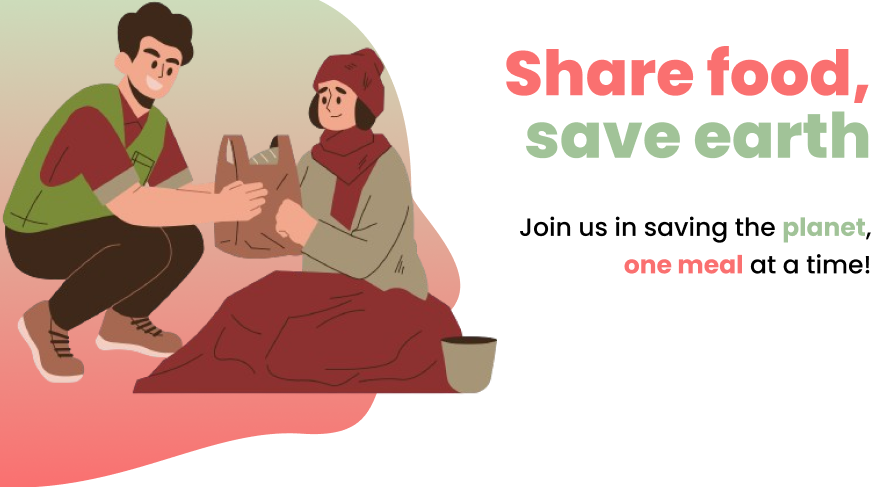 Share food,
save earth
Join us in saving the planet,
one meal at a time!